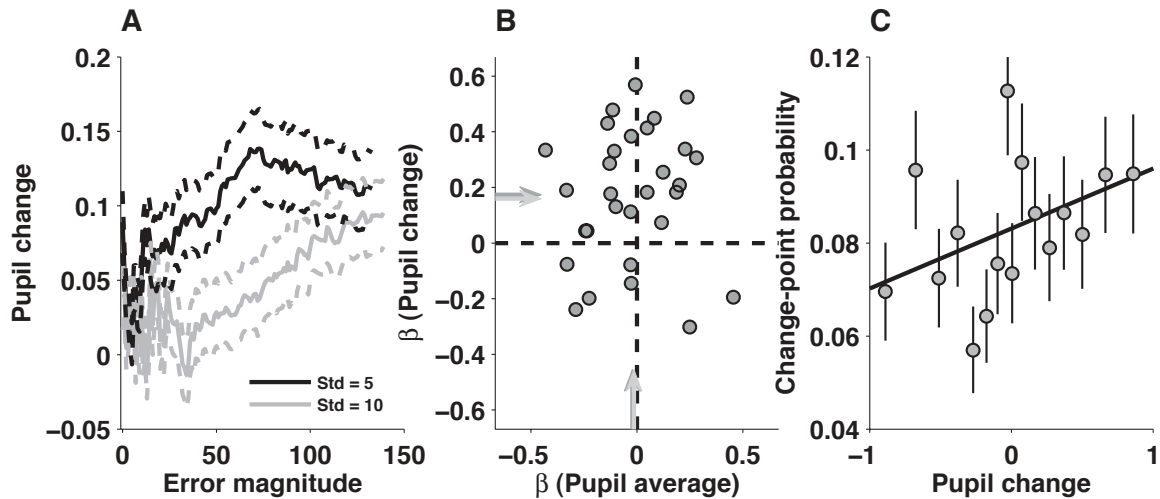 A
B
C
0.2
0.15
0.1
0.05
0
−0.05
Pupil change
0
50
100
150
Error magnitude
Std = 5
Std = 10
0.6
0.4
0.2
0
−0.2
−0.4
−0.6
β (Pupil change)
−0.5
0
0.5
β (Pupil average)
0.12
0.1
0.08
0.06
0.04
Change-point probability
−1
0
1
Pupil change